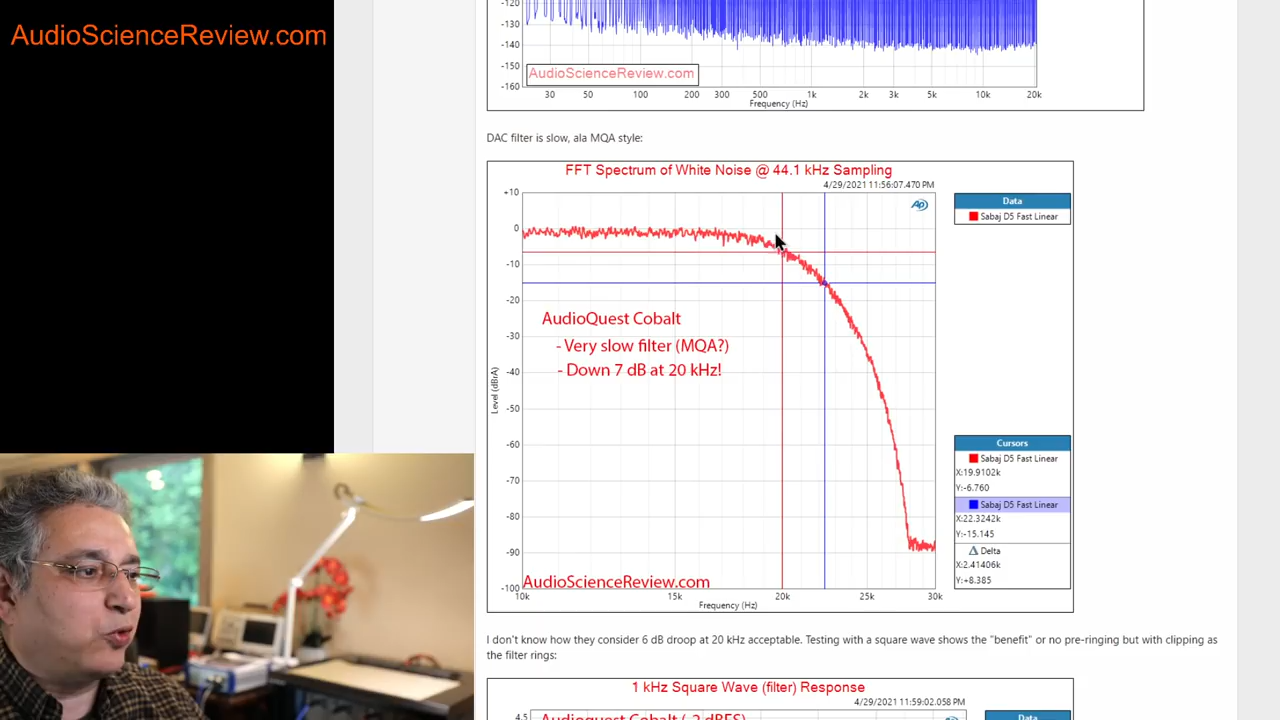 AudioScienceReview.com
-120
-130
-140
-150
-160
AudioScienceReview.com
30 50 100 200 300 500 1k 2k 3k 5k 10k 20k
Frequency (Hz)
DAC filter is slow, ala MQA style:
FFT Spectrum of White Noise @ 44.1 kHz Sampling
4/29/2021 11:56:07.470 PM
AP
+10
0
-10
-20
-30
-40
-50
-60
-70
-80
-90
-100
Level (dBrA)
AudioQuest Cobalt
- Very slow filter (MQA?)
- Down 7 dB at 20 kHz!
AudioScienceReview.com
10k 15k 20k 25k 30k
Frequency (Hz)
Data
Sabaj D5 Fast Linear
Cursors
Sabaj D5 Fast Linear
X:19.9102k
Y:-6.760
Sabaj D5 Fast Linear
X:22.3242k
Y:-15.145
Delta
X:2.41406k
Y:+8.385
I don't know how they consider 6 dB droop at 20 kHz acceptable. Testing with a square wave shows the "benefit" or no pre-ringing but with clipping as
the filter rings:
1 kHz Square Wave (filter) Response
4/29/2021 11:59:02.058 PM
4.5
Audioquest Cobalt (-2 dBFS)
Data